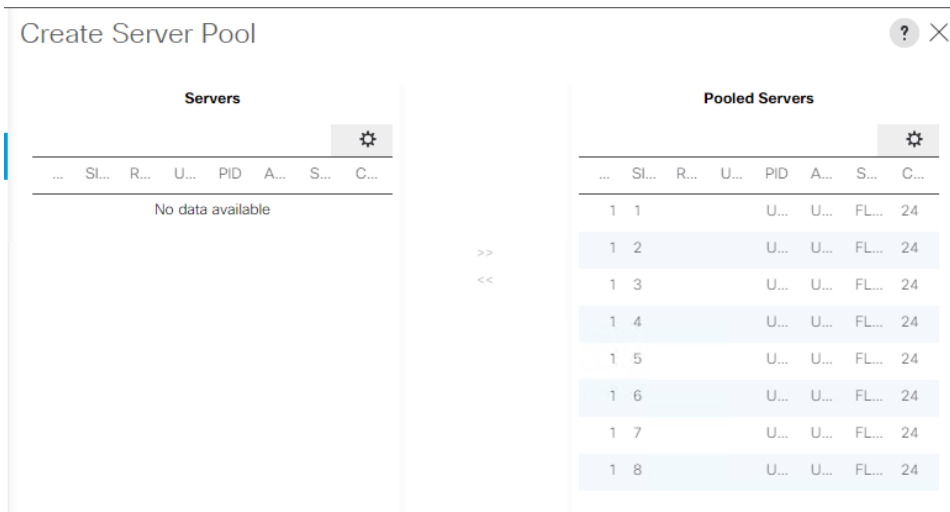 Create Server Pool ?
Servers
... SI... R... U... PID A... S... C...
No data available
>>
<<
Pooled Servers
... SI... R... U... PID A... S... C...
1 1 U... U... FL... 24
1 2 U... U... FL... 24
1 3 U... U... FL... 24
1 4 U... U... FL... 24
1 5 U... U... FL... 24
1 6 U... U... FL... 24
1 7 U... U... FL... 24
1 8 U... U... FL... 24